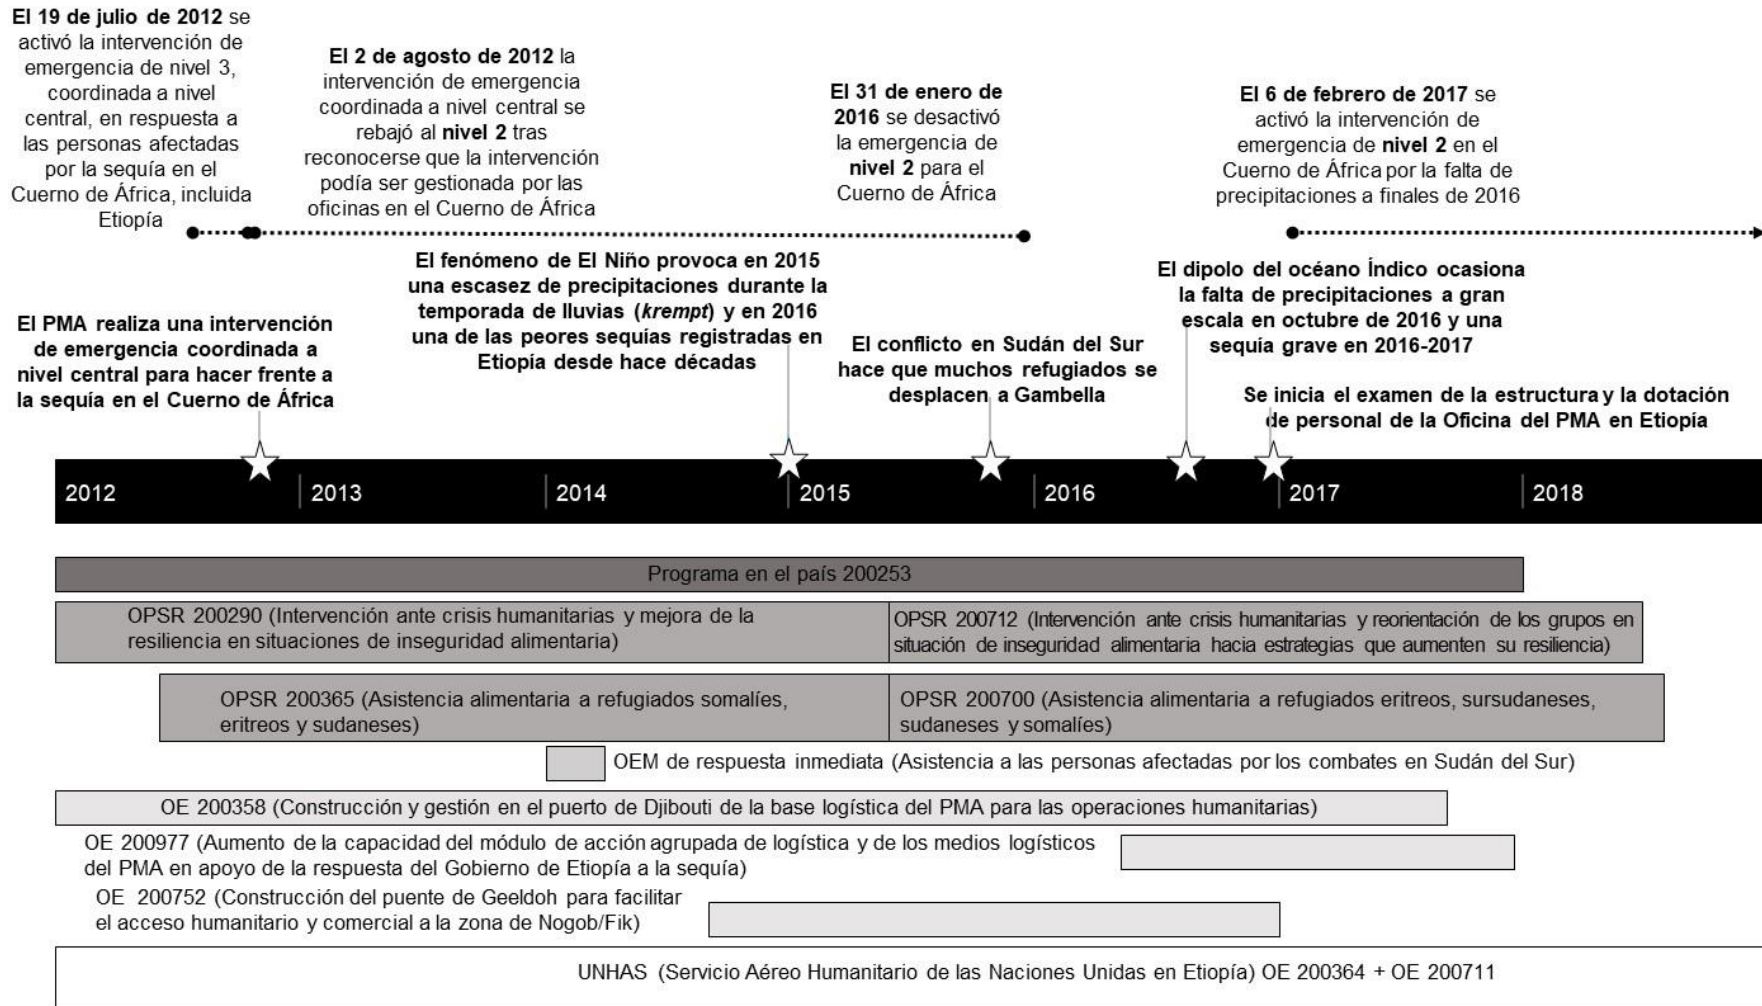 El 19 de julio de 2012 se
activó la intervención de
emergencia de nivel 3,
coordinada a nivel
central, en respuesta a
las personas afectadas
por la sequía en el
Cuerno de África, incluida
Etiopía
El 2 de agosto de 2012 la
intervención de emergencia
coordinada a nivel central se
rebajó al nivel 2 tras
reconocerse que la intervención
podía ser gestionada por las
oficinas en el Cuerno de África
El 31 de enero de
2016 se desactivó
la emergencia de
nivel 2 para el
Cuerno de África
El 6 de febrero de 2017 se
activó la intervención de
emergencia de nivel 2 en el
Cuerno de África por la falta de
precipitaciones a finales de 2016
El PMA realiza una intervención
de emergencia coordinada a
nivel central para hacer frente a
la sequía en el Cuerno de África
El fenómeno de El Niño provoca en 2015
una escasez de precipitaciones durante la
temporada de lluvias (krempt) y en 2016
una de las peores sequías registradas en
Etiopía desde hace décadas
El conflicto en Sudán del Sur
hace que muchos refugiados se
desplacen a Gambella
El dipolo del océano Índico ocasiona
la falta de precipitaciones a gran
escala en octubre de 2016 y una
sequía grave en 2016-2017
Se inicia el examen de la estructura y la dotación
de personal de la Oficina del PMA en Etiopía
2012 2013 2014 2015 2016 2017 2018
Programa en el país 200253
OPSR 200290 (Intervención ante crisis humanitarias y mejora de la
resiliencia en situaciones de inseguridad alimentaria)
OPSR 200712 (Intervención ante crisis humanitarias y reorientación de los grupos en
situación de inseguridad alimentaria hacia estrategias que aumenten su resiliencia)
OPSR 200365 (Asistencia alimentaria a refugiados somalíes,
eritreos y sudaneses)
OPSR 200700 (Asistencia alimentaria a refugiados eritreos, sursudaneses,
sudaneses y somalíes)
OEM de respuesta inmediata (Asistencia a las personas afectadas por los combates en Sudán del Sur)
OE 200358 (Construcción y gestión en el puerto de Djibouti de la base logística del PMA para las operaciones humanitarias)
OE 200977 (Aumento de la capacidad del módulo de acción agrupada de logística y de los medios logísticos
del PMA en apoyo de la respuesta del Gobierno de Etiopía a la sequía)
OE 200752 (Construcción del puente de Geeldoh para facilitar
el acceso humanitario y comercial a la zona de Nogob/Fik)
UNHAS (Servicio Aéreo Humanitario de las Naciones Unidas en Etiopía) OE 200364 + OE 200711